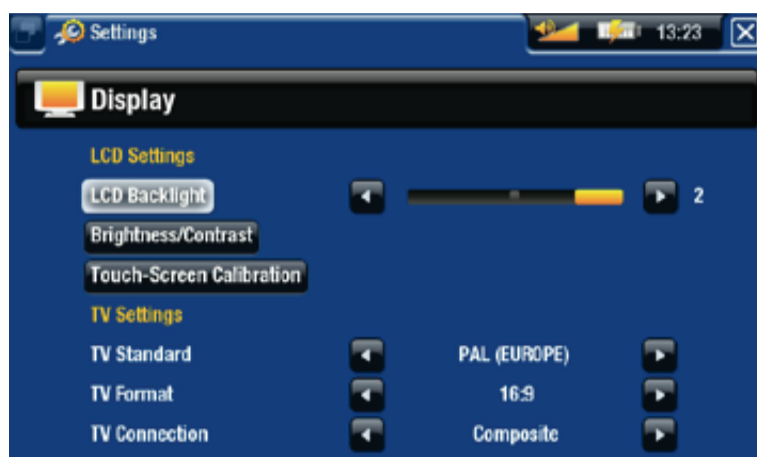 Settings 13:23
Display
LCD Settings
LCD Backlight 2
Brightness/Contrast
Touch-Screen Calibration
TV Settings
TV Standard PAL (EUROPE)
TV Format 16:9
TV Connection Composite